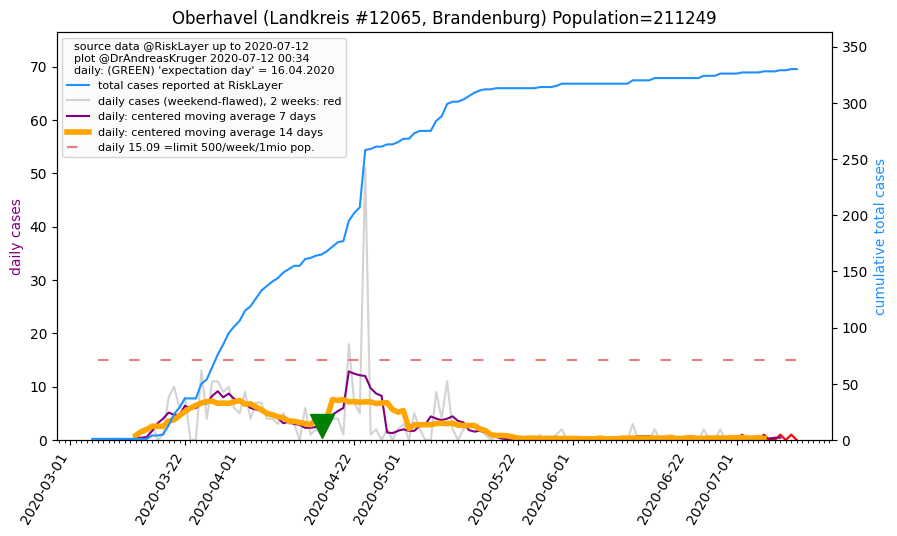 Oberhavel (Landkreis #12065, Brandenburg) Population=211249
source data @RiskLayer up to 2020-07-12
plot @DrAndreasKruger 2020-07-12 00:34
daily: (GREEN) 'expectation day' = 16.04.2020
total cases reported at RiskLayer
daily cases (weekend-flawed), 2 weeks: red
daily: centered moving average 7 days
daily: centered moving average 14 days
daily 15.09 =limit 500/week/1mio pop.
daily cases
70
60
50
40
30
20
10
0
cumulative total cases
350
300
250
200
150
100
50
0
2020-03-01
2020-03-22
2020-04-01
2020-04-22
2020-05-01
2020-05-22
2020-06-01
2020-06-22
2020-07-01